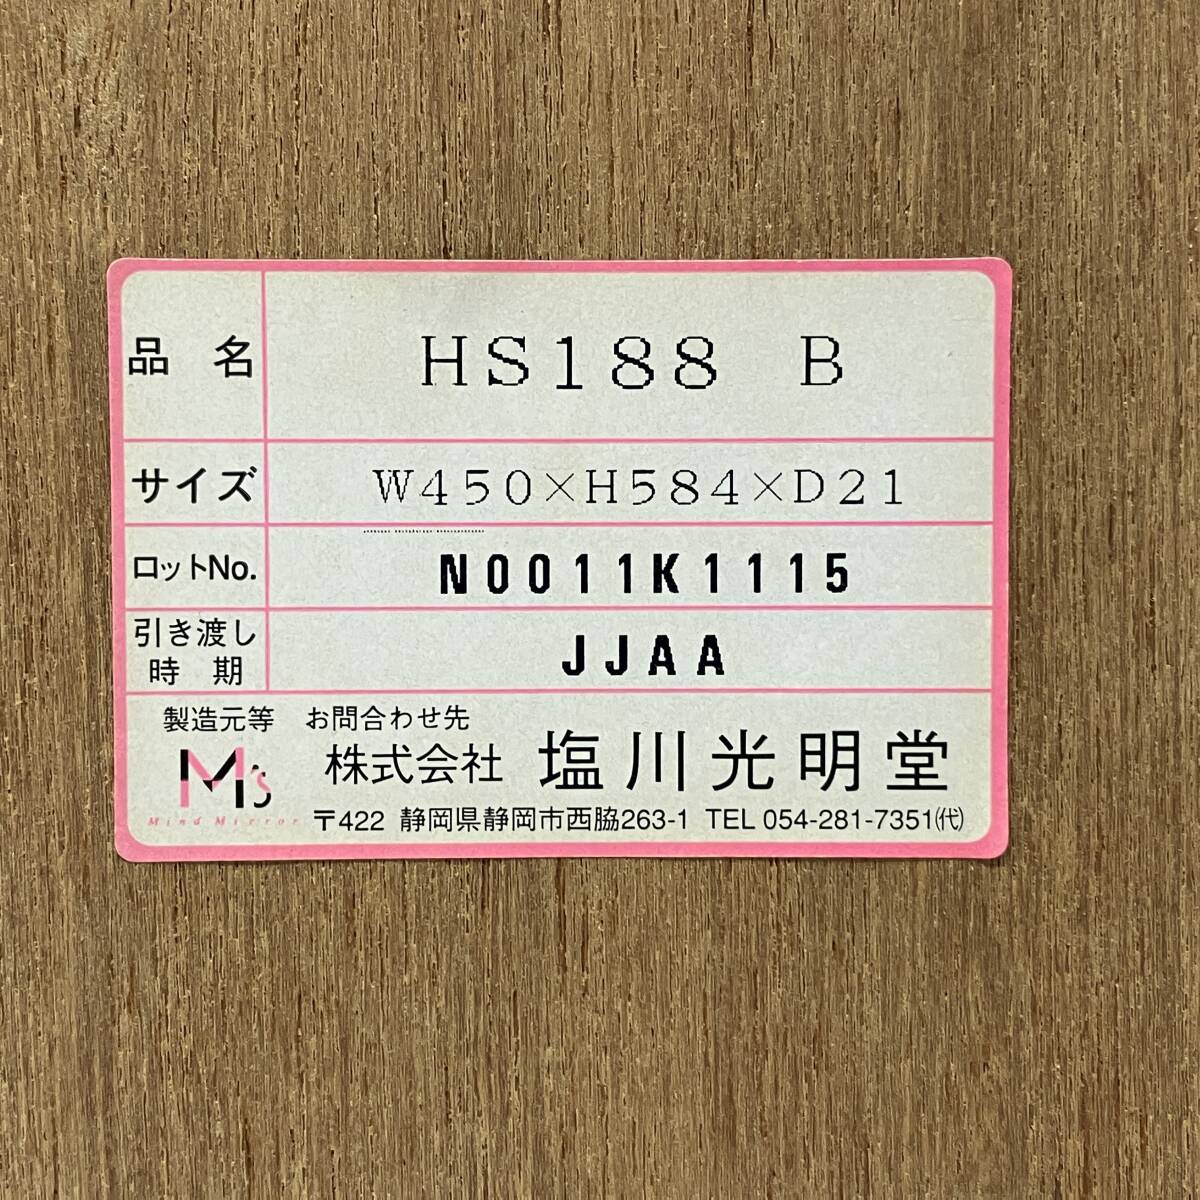 品 名 HS188 B
サイズ W450×H584×D21
ロットNo. N0011K1115
引き渡し
時 期 JJAA
製造元等 お問合わせ先
M's 株式会社 塩川光明堂
Mind Mirror 〒422 静岡県静岡市西脇263-1 TEL 054-281-7351㈹